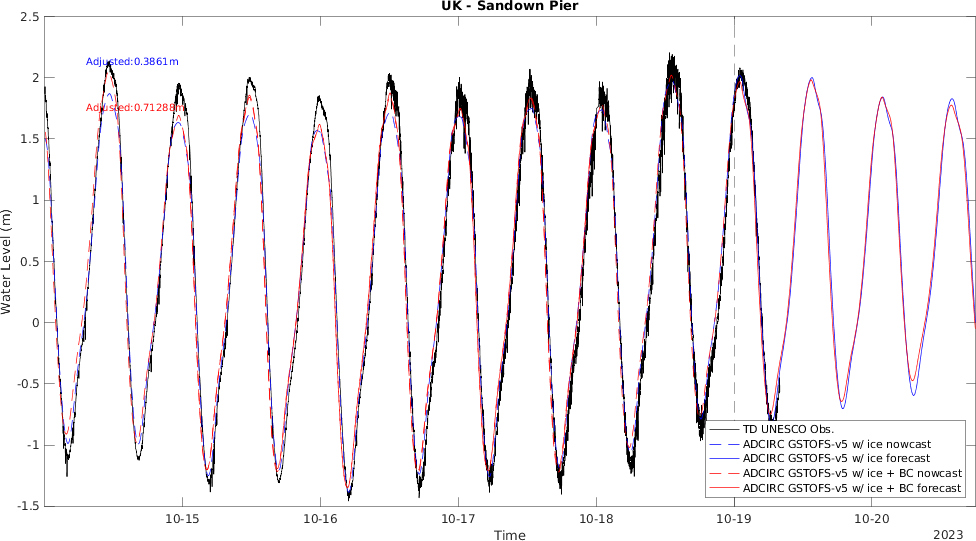 UK - Sandown Pier
2.5
2
1.5
1
0.5
0
-0.5
-1
-1.5
Water Level (m)
Adjusted:0.3861m
Adjusted:0.71288m
TD UNESCO Obs.
ADCIRC GSTOFS-v5 w/ ice nowcast
ADCIRC GSTOFS-v5 w/ ice forecast
ADCIRC GSTOFS-v5 w/ ice + BC nowcast
ADCIRC GSTOFS-v5 w/ ice + BC forecast
10-15 10-16 10-17 10-18 10-19 10-20
Time
2023